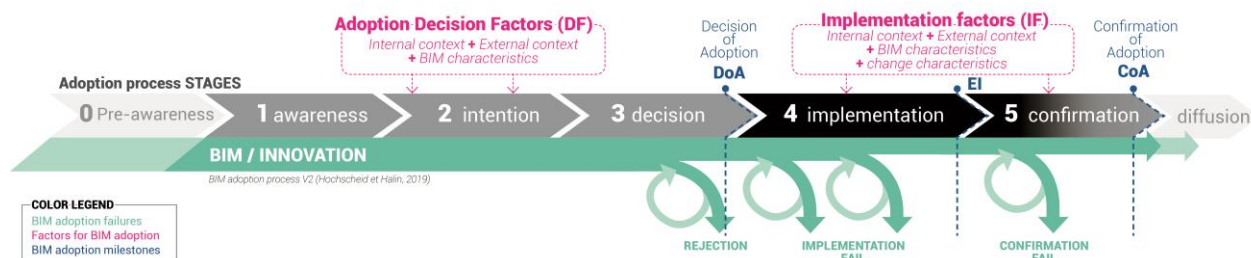 Adoption Decision Factors (DF)
Internal context + External context
+ BIM characteristics
Decision
of
Adoption
DoA
Implementation factors (IF)
Internal context + External context
+ BIM characteristics
+ change characteristics
Confirmation
of
Adoption
CoA
EI
Adoption process STAGES
0 Pre-awareness
1 awareness
2 intention
3 decision
4 implementation
5 confirmation
diffusion
BIM / INNOVATION
BIM adoption process V2 (Hochscheid et Halin, 2019)
COLOR LEGEND
BIM adoption failures
Factors for BIM adoption
BIM adoption milestones
REJECTION
IMPLEMENTATION
FAIL
CONFIRMATION
FAIL